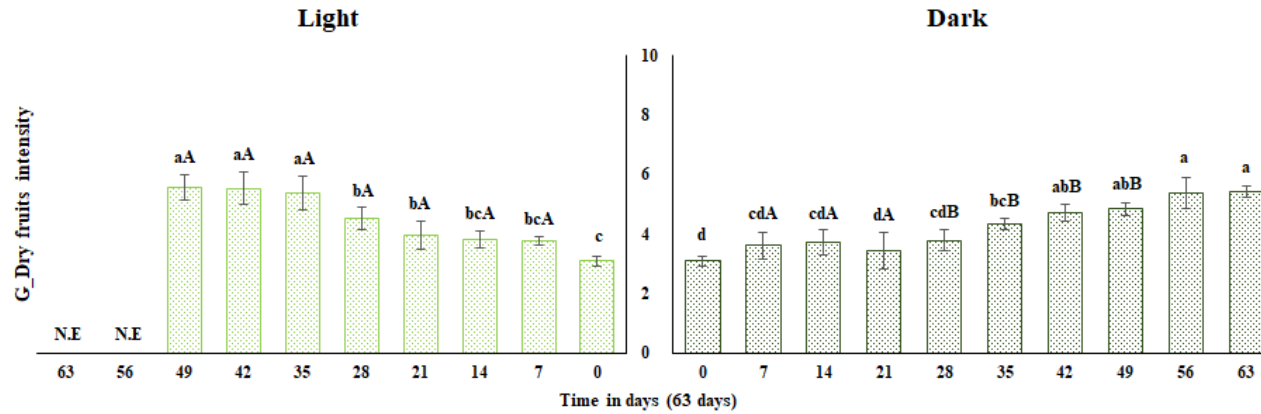 Light
Dark
G_Dry fruits intensity
10
8
6
4
2
0
N.E N.E aA aA aA bA bA bcA bcA c
d cdA cdA dA cdB bcB abB abB a a
63 56 49 42 35 28 21 14 7 0
0 7 14 21 28 35 42 49 56 63
Time in days (63 days)